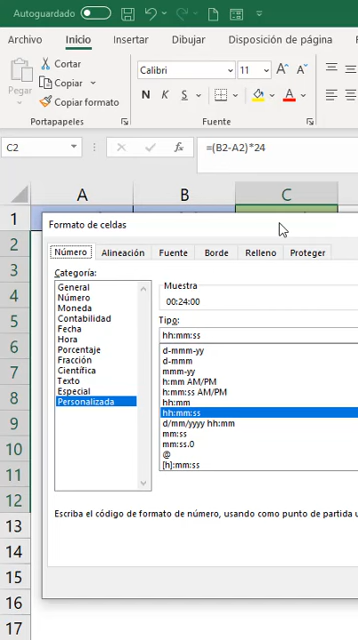 Autoguardado
Archivo Inicio Insertar Dibujar Disposición de página Fórmulas
Cortar
Copiar
Copiar formato
Pegar
Calibri 11 A A
N K S A
Portapapeles Fuente
C2 fx =(B2-A2)*24
A B C
1
2
3
4
5
6
7
8
9
10
11
12
13
14
15
16
17
Formato de celdas
Número Alineación Fuente Borde Relleno Proteger
Categoría:
General
Número
Moneda
Contabilidad
Fecha
Hora
Porcentaje
Fracción
Científica
Texto
Especial
Personalizada
Muestra
00:24:00
Tipo:
hh:mm:ss
d-mmm-yy
d-mmm
mmm-yy
h:mm AM/PM
h:mm:ss AM/PM
hh:mm
hh:mm:ss
d/mm/yyyy hh:mm
mm:ss
mm:ss.0
@
[h]:mm:ss
Escriba el código de formato de número, usando como punto de partida u